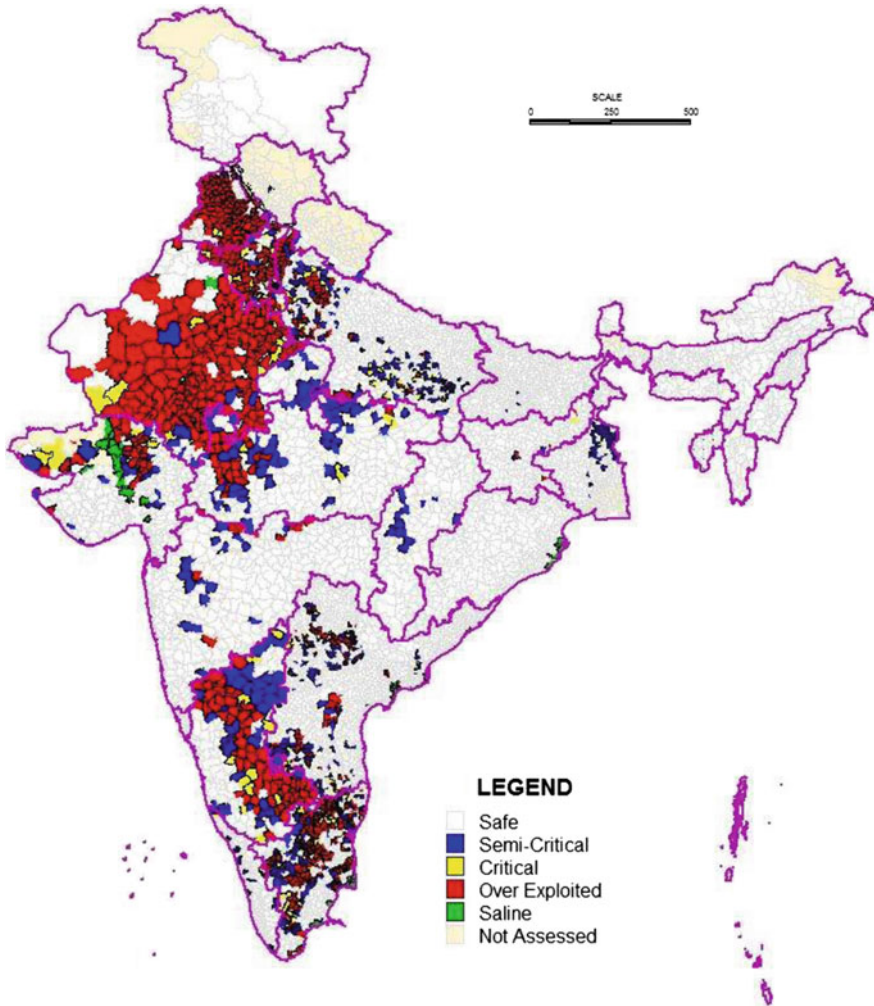 SCALE
0 250 500
LEGEND
Safe
Semi-Critical
Critical
Over Exploited
Saline
Not Assessed